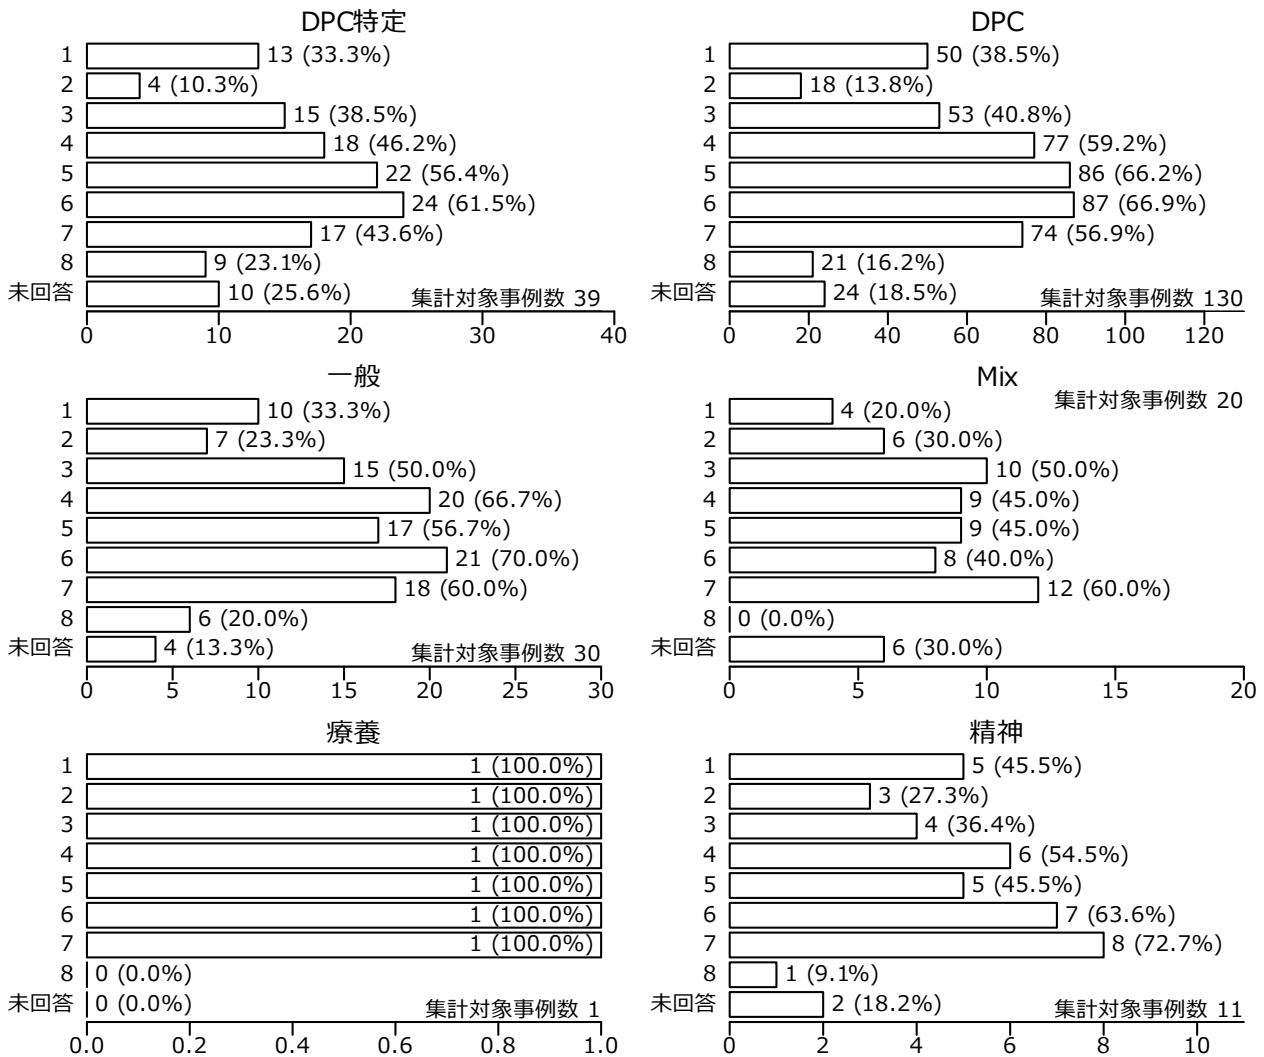 DPC特定
1 13 (33.3%)
2 4 (10.3%)
3 15 (38.5%)
4 18 (46.2%)
5 22 (56.4%)
6 24 (61.5%)
7 17 (43.6%)
8 9 (23.1%)
未回答 10 (25.6%) 集計対象事例数 39
0 10 20 30 40
DPC
1 50 (38.5%)
2 18 (13.8%)
3 53 (40.8%)
4 77 (59.2%)
5 86 (66.2%)
6 87 (66.9%)
7 74 (56.9%)
8 21 (16.2%)
未回答 24 (18.5%) 集計対象事例数 130
0 20 40 60 80 100 120
一般
1 10 (33.3%)
2 7 (23.3%)
3 15 (50.0%)
4 20 (66.7%)
5 17 (56.7%)
6 21 (70.0%)
7 18 (60.0%)
8 6 (20.0%)
未回答 4 (13.3%) 集計対象事例数 30
0 5 10 15 20 25 30
Mix
集計対象事例数 20
1 4 (20.0%)
2 6 (30.0%)
3 10 (50.0%)
4 9 (45.0%)
5 9 (45.0%)
6 8 (40.0%)
7 12 (60.0%)
8 0 (0.0%)
未回答 6 (30.0%)
0 5 10 15 20
療養
1 1 (100.0%)
2 1 (100.0%)
3 1 (100.0%)
4 1 (100.0%)
5 1 (100.0%)
6 1 (100.0%)
7 1 (100.0%)
8 0 (0.0%)
未回答 0 (0.0%) 集計対象事例数 1
0.0 0.2 0.4 0.6 0.8 1.0
精神
1 5 (45.5%)
2 3 (27.3%)
3 4 (36.4%)
4 6 (54.5%)
5 5 (45.5%)
6 7 (63.6%)
7 8 (72.7%)
8 1 (9.1%)
未回答 2 (18.2%) 集計対象事例数 11
0 2 4 6 8 10